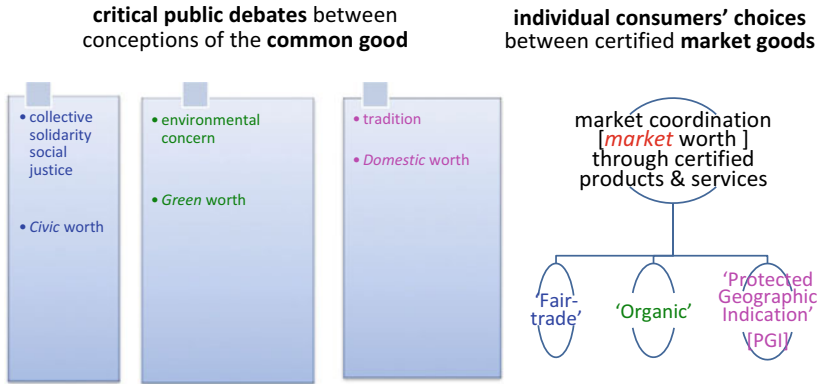 critical public debates between
conceptions of the common good
• collective
solidarity
social
justice
• Civic worth
• environmental
concern
• Green worth
• tradition
• Domestic worth
individual consumers’ choices
between certified market goods
market coordination
[market worth ]
through certified
products & services
‘Fair-
trade’
‘Organic’
‘Protected
Geographic
Indication’
[PGI]